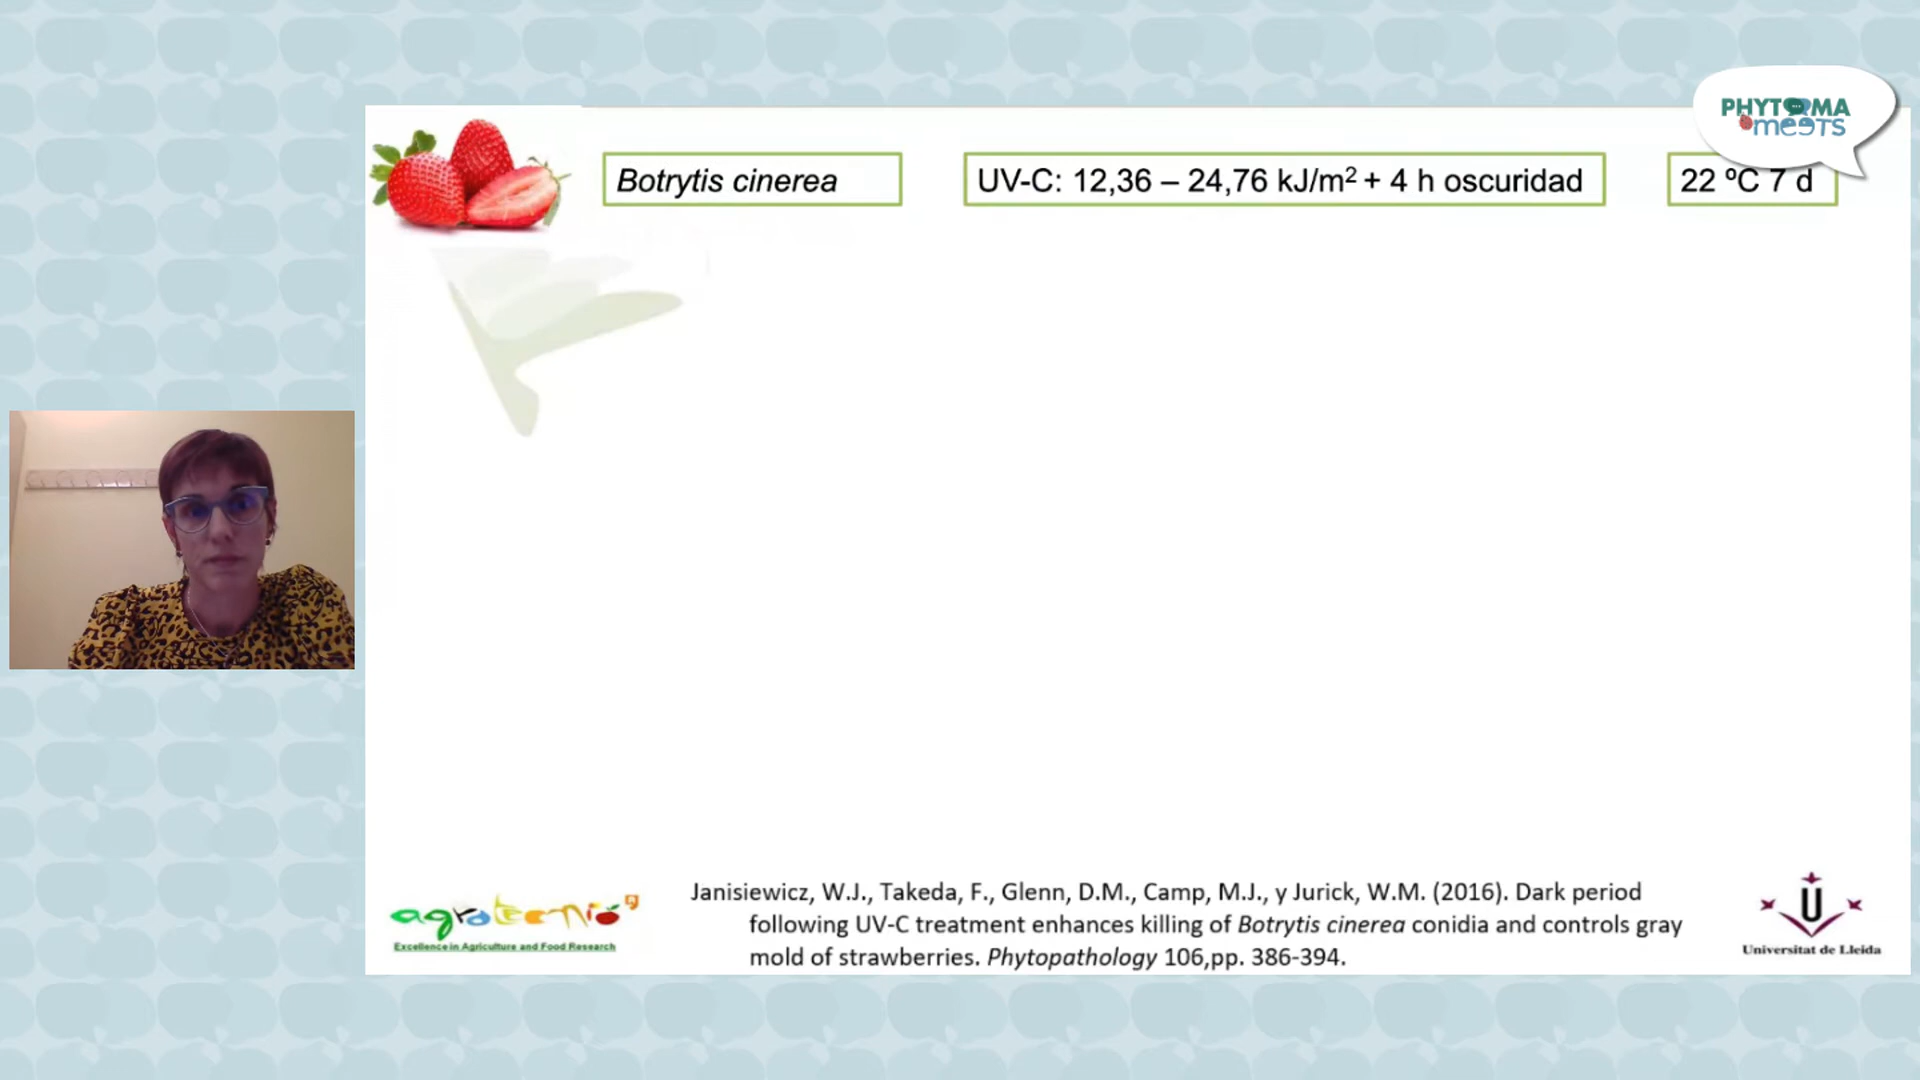 PHYTOMA
meets
Botrytis cinerea
UV-C: 12,36 – 24,76 kJ/m² + 4 h oscuridad
22 ºC 7 d
Janisiewicz, W.J., Takeda, F., Glenn, D.M., Camp, M.J., y Jurick, W.M. (2016). Dark period
following UV-C treatment enhances killing of Botrytis cinerea conidia and controls gray
mold of strawberries. Phytopathology 106,pp. 386-394.
agrotecnio
Excellence in Agriculture and Food Research
U
Universitat de Lleida